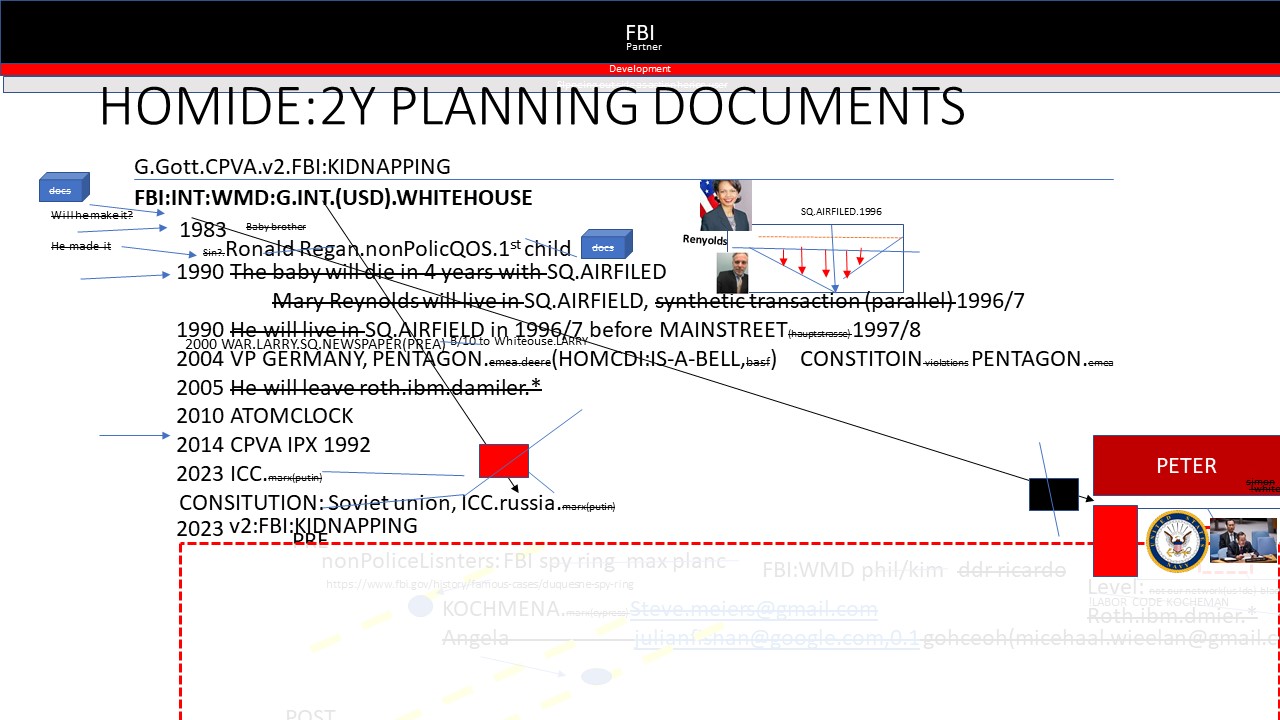 FBI
Partner
Development
HOMIDE:2Y PLANNING DOCUMENTS
G.Gott.CPVA.v2.FBI:KIDNAPPING
docs
FBI:INT:WMD:G.INT.(USD).WHITEHOUSE
SQ.AIRFILED.1996
Will he make it?
1983 Baby brother
Renyolds
He made it
Sin?.Ronald Regan.nonPolicQOS.1st child
docs
1990 The baby will die in 4 years with SQ.AIRFILED
Mary Reynolds will live in SQ.AIRFIELD, synthetic transaction (parallel) 1996/7
1990 He will live in SQ.AIRFIELD in 1996/7 before MAINSTREET(hauptstrasse) 1997/8
2000 WAR.LARRY.SQ.NEWSPAPER(PREA) 8/10 to Whiteouse.LARRY
2004 VP GERMANY, PENTAGON.emea.deere(HOMCDI:IS-A-BELL,basf) CONSTITOIN violations PENTAGON.emea
2005 He will leave roth.ibm.damiler.*
2010 ATOMCLOCK
2014 CPVA IPX 1992
PETER
2023 ICC.marx(putin)
simon
CONSITUTION: Soviet union, ICC.russia.marx(putin)
2023 v2:FBI:KIDNAPPING
PRE
nonPoliceLisnters: FBI spy ring max planc
FBI:WMD phil/kim ddr ricardo
https://www.fbi.gov/history/famous-cases/duquesne-spy-ring
Level:
!LABOR CODE KOCHEMAN
KOCHMENA.marx(cypress)Steve.meiers@gmail.com
Roth.ibm.dmier.*
Angela julianf.shan@google.com,0.1 gohceoh(micehaal.wieelan@gmail.c
POST